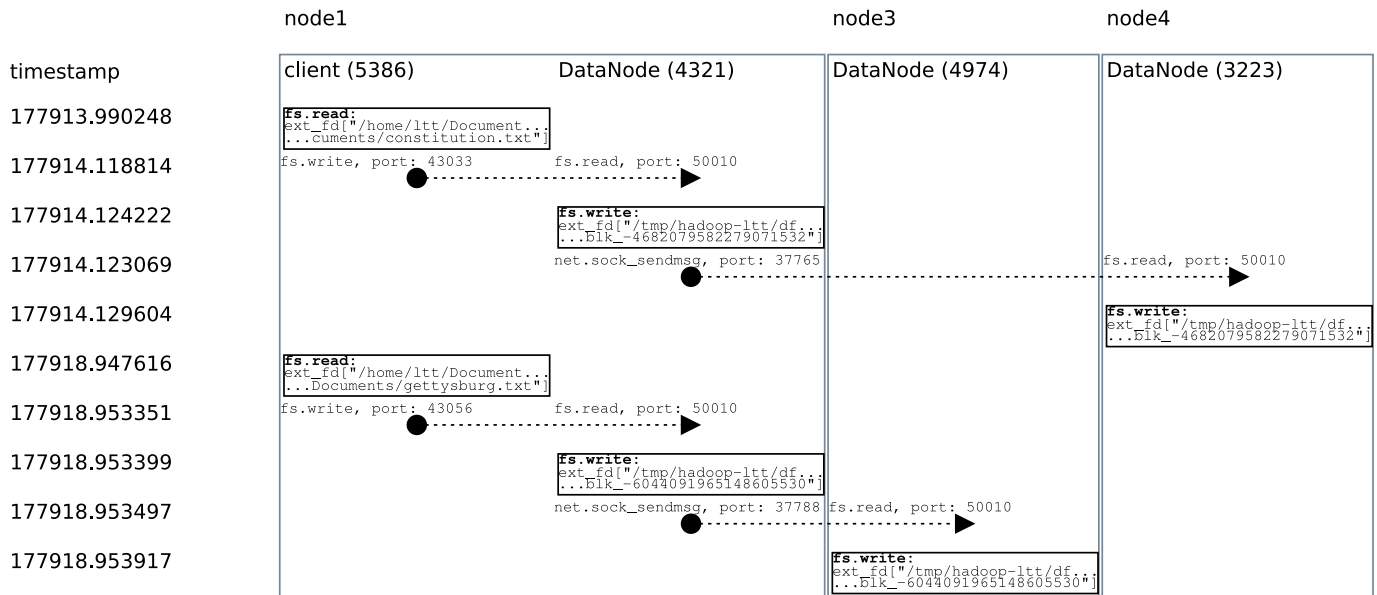 node1 node3 node4
timestamp client (5386) DataNode (4321) DataNode (4974) DataNode (3223)
177913.990248 fs.read:
ext_fd["/home/ltt/Document...
...cuments/constitution.txt"]
177914.118814 fs.write, port: 43033 fs.read, port: 50010
177914.124222 fs.write:
ext_fd["/tmp/hadoop-ltt/df...
...blk_-4682079582279071532"]
177914.123069 net.sock_sendmsg, port: 37765 fs.read, port: 50010
177914.129604 fs.write:
ext_fd["/tmp/hadoop-ltt/df...
...blk_-4682079582279071532"]
177918.947616 fs.read:
ext_fd["/home/ltt/Document...
...Documents/gettysburg.txt"]
177918.953351 fs.write, port: 43056 fs.read, port: 50010
177918.953399 fs.write:
ext_fd["/tmp/hadoop-ltt/df...
...blk_-6044091965148605530"]
177918.953497 net.sock_sendmsg, port: 37788 fs.read, port: 50010
177918.953917 fs.write:
ext_fd["/tmp/hadoop-ltt/df...
...blk_-6044091965148605530"]